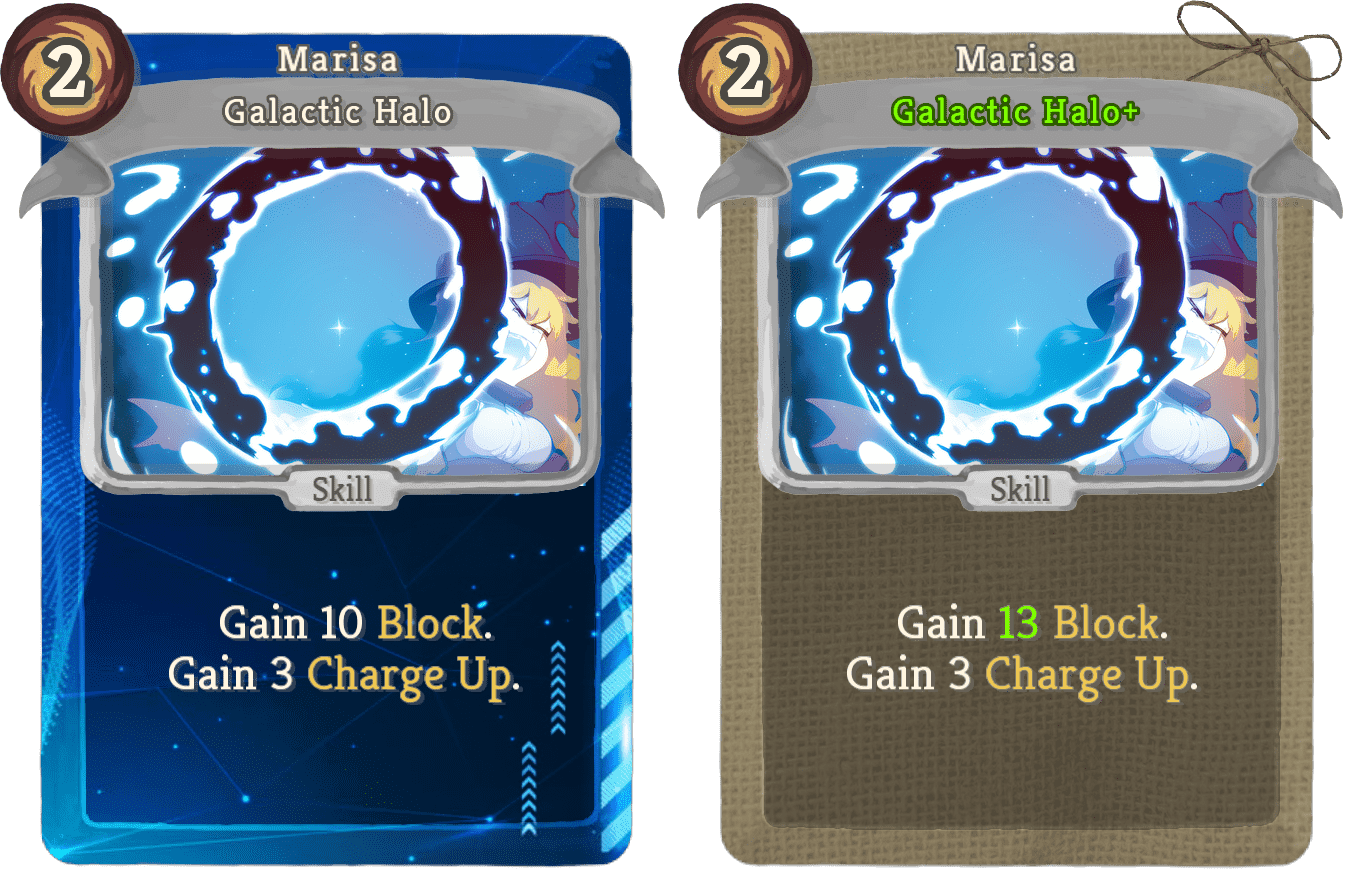 2
Marisa
Galactic Halo
Skill
Gain 10 Block.
Gain 3 Charge Up.
2
Marisa
Galactic Halo+
Skill
Gain 13 Block.
Gain 3 Charge Up.